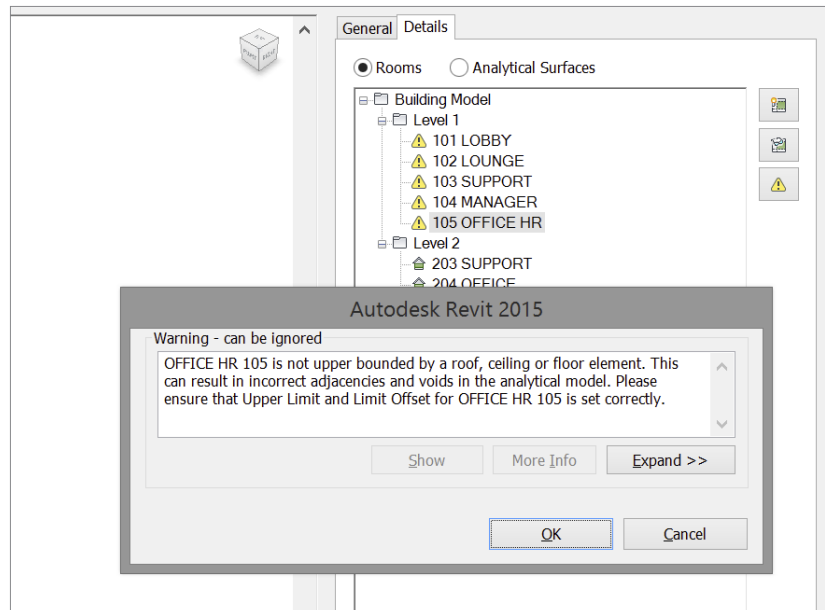 General Details
Rooms Analytical Surfaces
Building Model
Level 1
101 LOBBY
102 LOUNGE
103 SUPPORT
104 MANAGER
105 OFFICE HR
Level 2
203 SUPPORT
204 OFFICE
Autodesk Revit 2015
Warning - can be ignored
OFFICE HR 105 is not upper bounded by a roof, ceiling or floor element. This
can result in incorrect adjacencies and voids in the analytical model. Please
ensure that Upper Limit and Limit Offset for OFFICE HR 105 is set correctly.
Show More Info Expand >>
OK Cancel